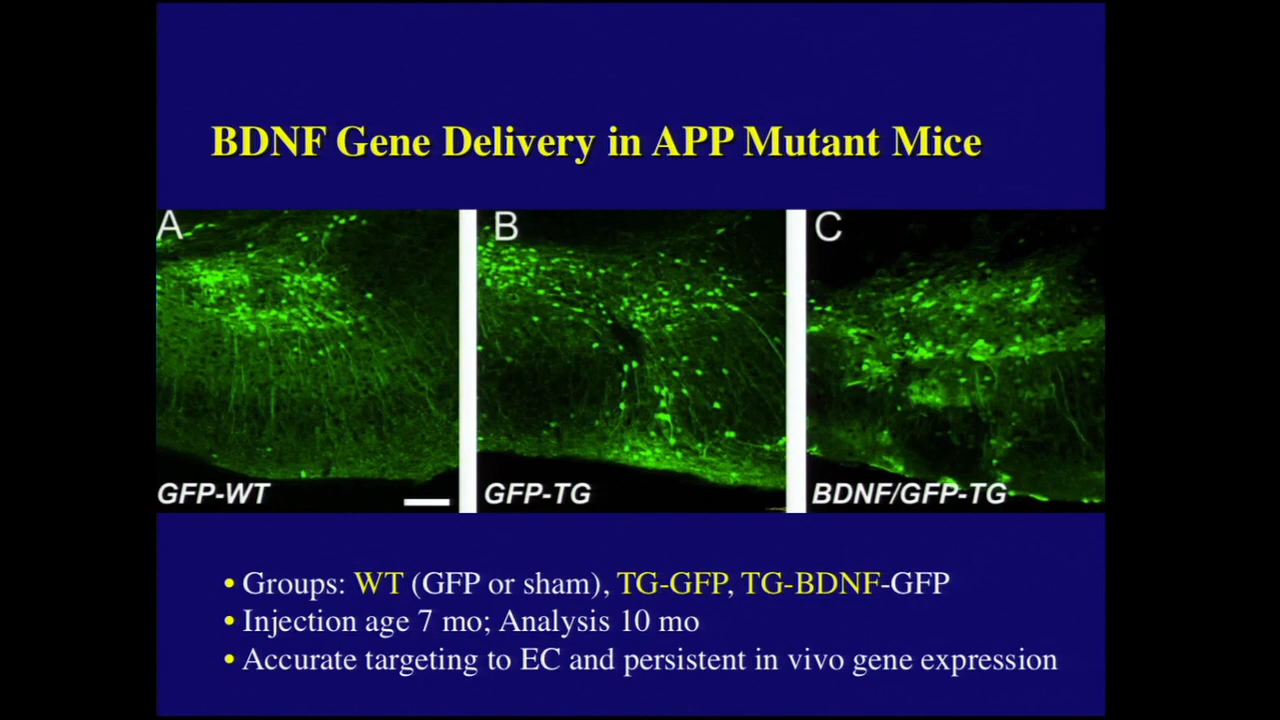 BDNF Gene Delivery in APP Mutant Mice
A
B
C
GFP-WT
GFP-TG
BDNF/GFP-TG
• Groups: WT (GFP or sham), TG-GFP, TG-BDNF-GFP
• Injection age 7 mo; Analysis 10 mo
• Accurate targeting to EC and persistent in vivo gene expression